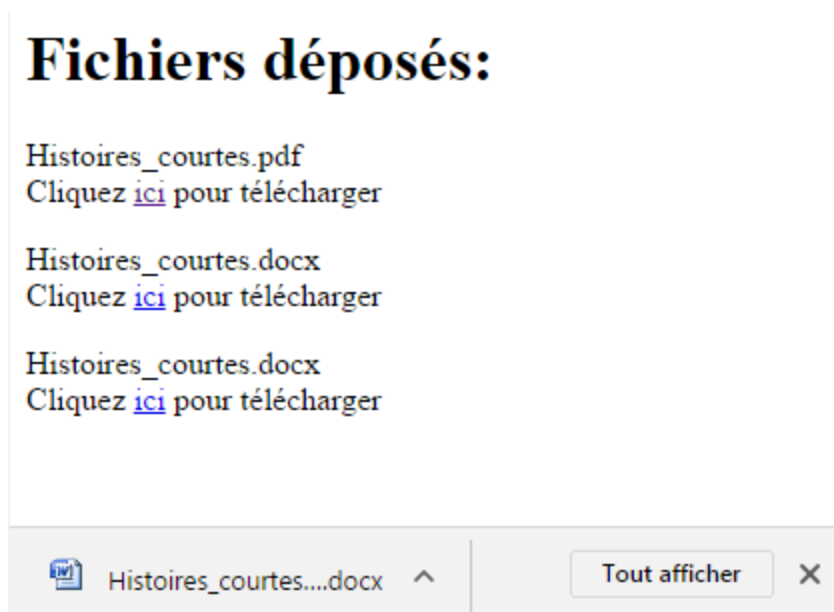 Fichiers déposés:
Histoires_courtes.pdf
Cliquez ici pour télécharger
Histoires_courtes.docx
Cliquez ici pour télécharger
Histoires_courtes.docx
Cliquez ici pour télécharger
Histoires_courtes....docx
Tout afficher